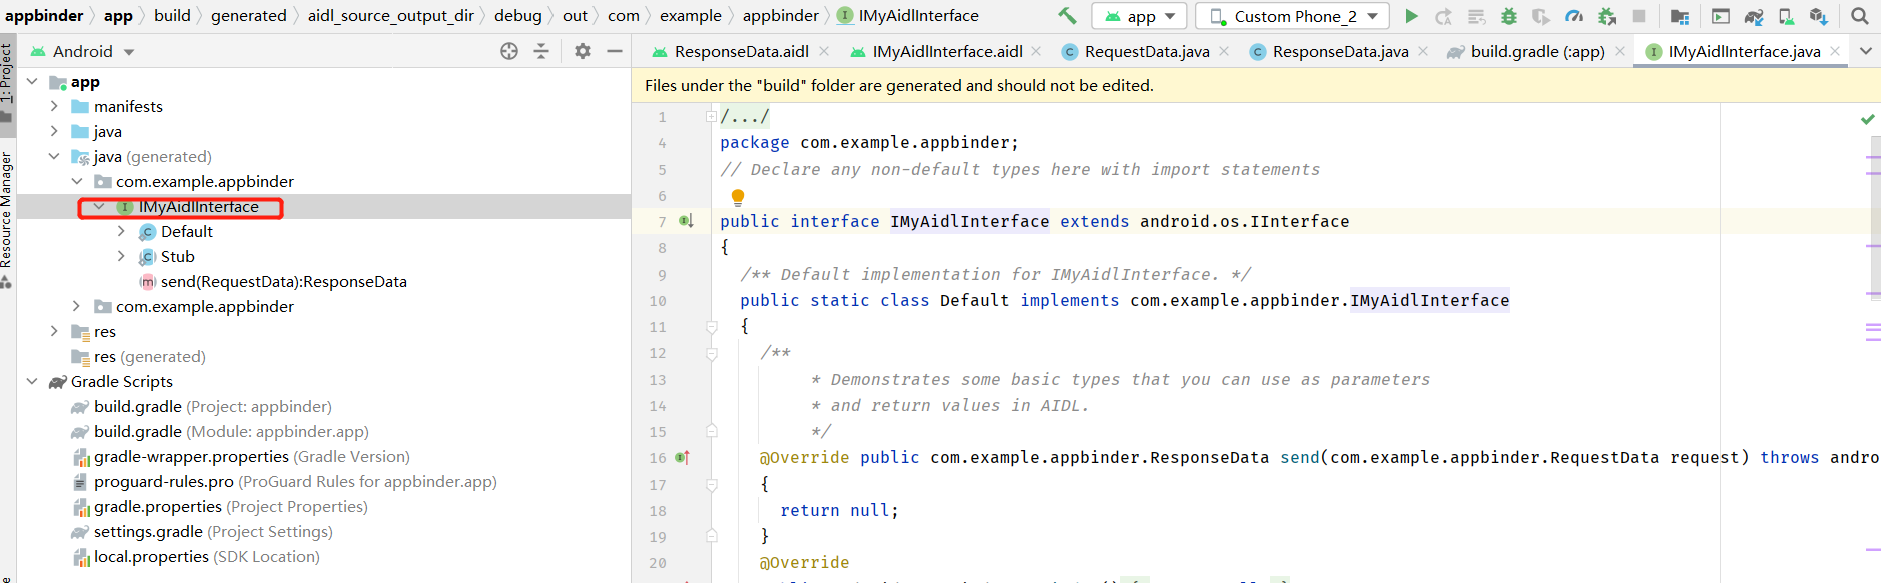 appbinder app build generated aidl_source_output_dir debug out com example appbinder IMyAidlInterface
app Custom Phone_2
1: Project
Resource Manager
Android
ResponseData.aidl IMyAidlInterface.aidl RequestData.java ResponseData.java build.gradle (:app) IMyAidlInterface.java
app
manifests
java
java (generated)
com.example.appbinder
IMyAidlInterface
Default
Stub
send(RequestData):ResponseData
com.example.appbinder
res
res (generated)
Gradle Scripts
build.gradle (Project: appbinder)
build.gradle (Module: appbinder.app)
gradle-wrapper.properties (Gradle Version)
proguard-rules.pro (ProGuard Rules for appbinder.app)
gradle.properties (Project Properties)
settings.gradle (Project Settings)
local.properties (SDK Location)
Files under the "build" folder are generated and should not be edited.
1 /.../
4 package com.example.appbinder;
5 // Declare any non-default types here with import statements
6
7 public interface IMyAidlInterface extends android.os.IInterface
8 {
9 /** Default implementation for IMyAidlInterface. */
10 public static class Default implements com.example.appbinder.IMyAidlInterface
11 {
12 /**
13 * Demonstrates some basic types that you can use as parameters
14 * and return values in AIDL.
15 */
16 @Override public com.example.appbinder.ResponseData send(com.example.appbinder.RequestData request) throws andro
17 {
18 return null;
19 }
20 @Override